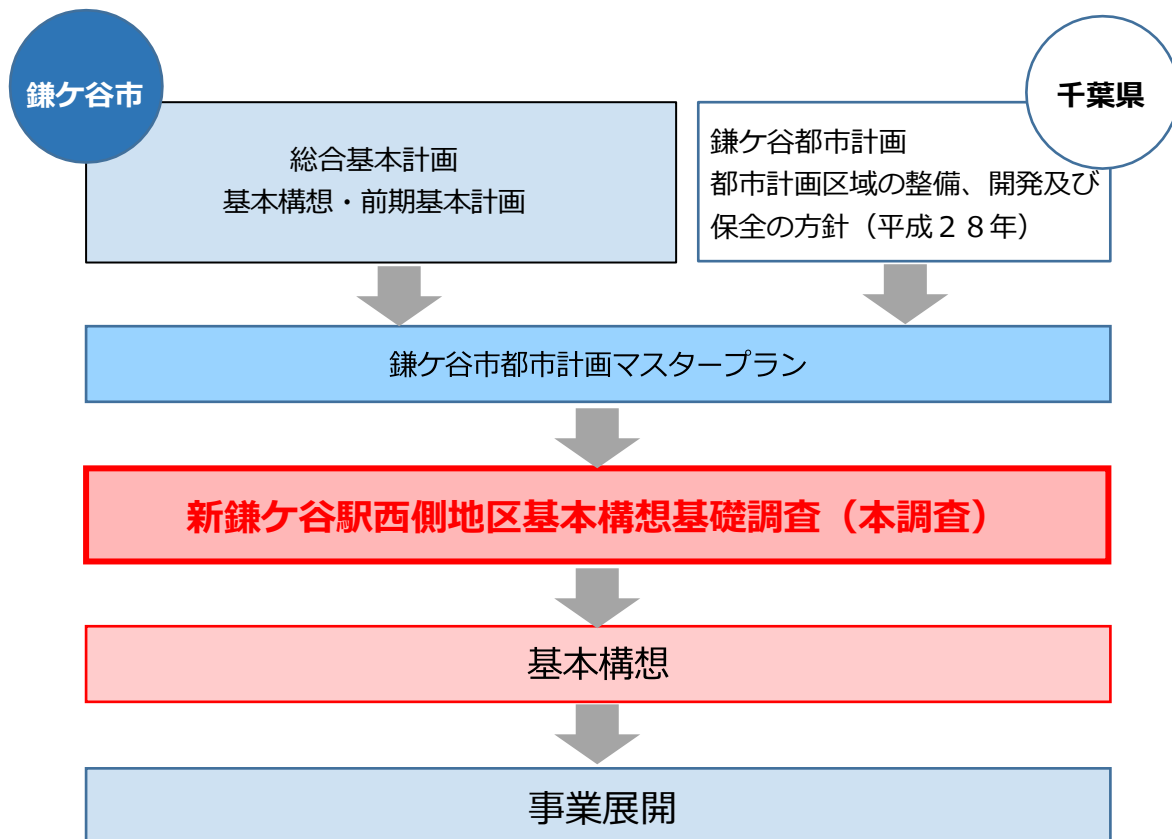 鎌ケ谷市
千葉県
総合基本計画
基本構想・前期基本計画
鎌ケ谷都市計画
都市計画区域の整備、開発及び
保全の方針（平成２８年）
鎌ケ谷市都市計画マスタープラン
新鎌ケ谷駅西側地区基本構想基礎調査（本調査）
基本構想
事業展開